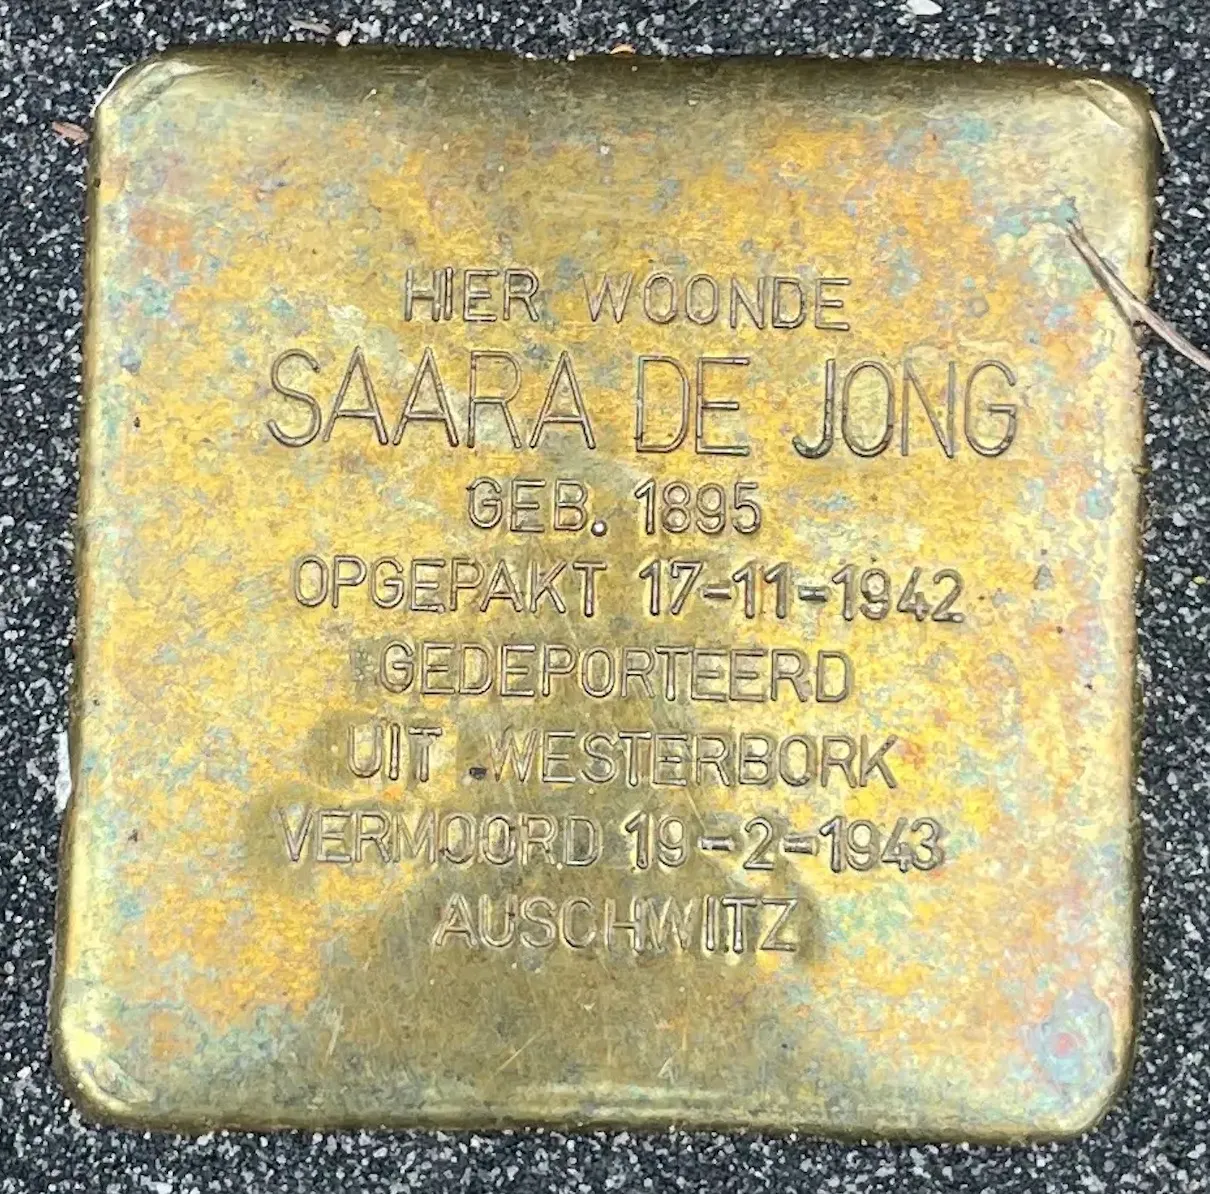 HIER WOONDE
SAARA DE JONG
GEB. 1895
OPGEPAKT 17-11-1942
GEDEPORTEERD
UIT WESTERBORK
VERMOORD 19-2-1943
AUSCHWITZ